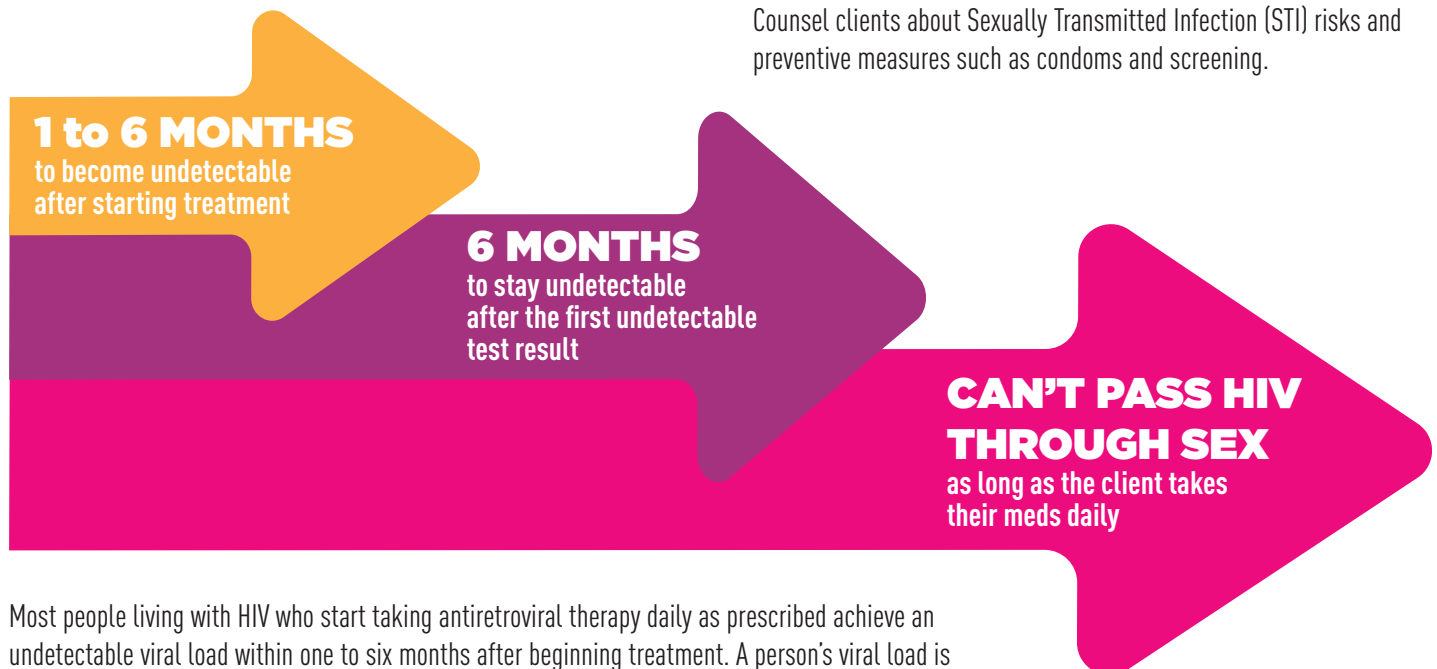 Counsel clients about Sexually Transmitted Infection (STI) risks and
preventive measures such as condoms and screening.
1 to 6 MONTHS
to become undetectable
after starting treatment
6 MONTHS
to stay undetectable
after the first undetectable
test result
CAN'T PASS HIV
THROUGH SEX
as long as the client takes
their meds daily
Most people living with HIV who start taking antiretroviral therapy daily as prescribed achieve an
undetectable viral load within one to six months after beginning treatment. A person's viral load is